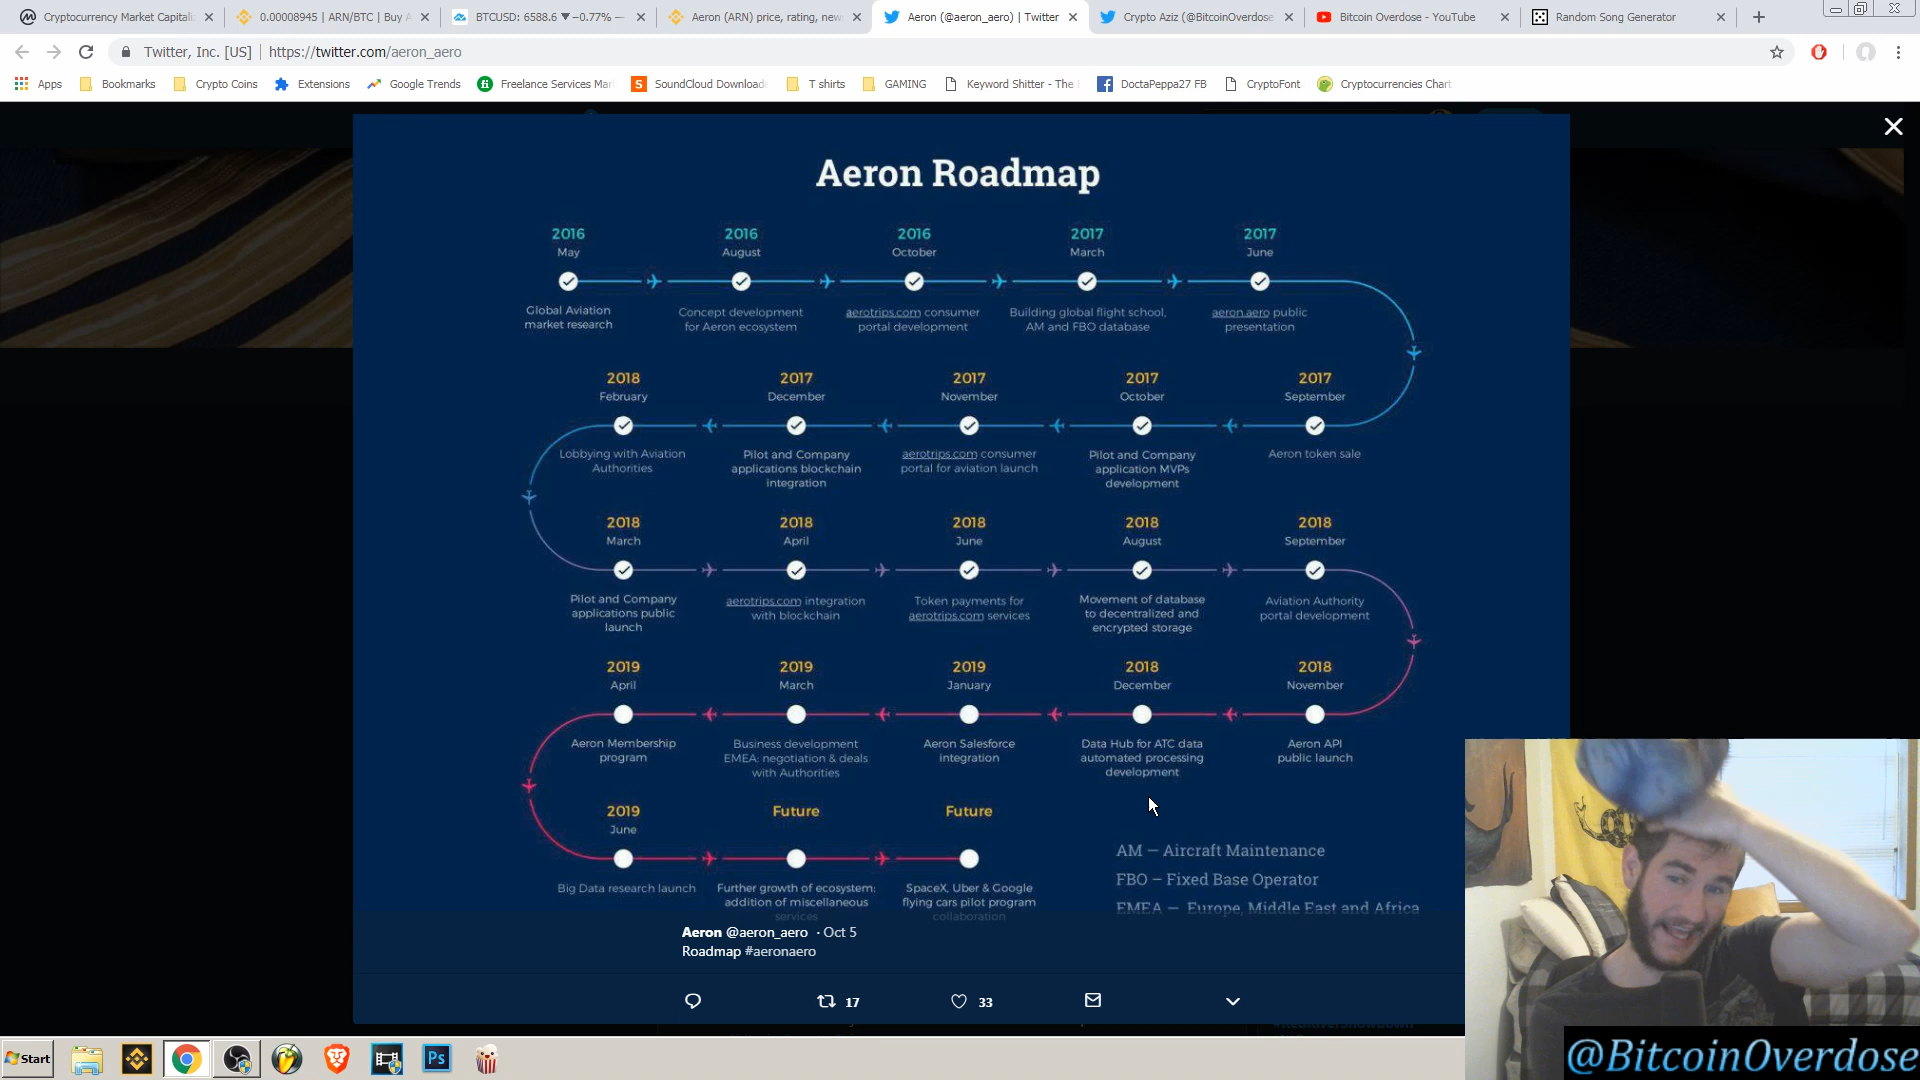 Cryptocurrency Market Capitali
0.00008945 | ARN/BTC | Buy A
BTCUSD: 6588.6 ▼−0.77% —
Aeron (ARN) price, rating, new
Aeron (@aeron_aero) | Twitter
Crypto Aziz (@BitcoinOverdose
Bitcoin Overdose - YouTube
Random Song Generator
Twitter, Inc. [US] | https://twitter.com/aeron_aero
Apps
Bookmarks
Crypto Coins
Extensions
Google Trends
Freelance Services Mar
SoundCloud Download
T shirts
GAMING
Keyword Shitter - The
DoctaPeppa27 FB
CryptoFont
Cryptocurrencies Chart
Aeron Roadmap
2016
May
Global Aviation
market research
2016
August
Concept development
for Aeron ecosystem
2016
October
aerotrips.com consumer
portal development
2017
March
Building global flight school,
AM and FBO database
2017
June
aeron.aero public
presentation
2018
February
Lobbying with Aviation
Authorities
2017
December
Pilot and Company
applications blockchain
integration
2017
November
aerotrips.com consumer
portal for aviation launch
2017
October
Pilot and Company
application MVPs
development
2017
September
Aeron token sale
2018
March
Pilot and Company
applications public
launch
2018
April
aerotrips.com integration
with blockchain
2018
June
Token payments for
aerotrips.com services
2018
August
Movement of database
to decentralized and
encrypted storage
2018
September
Aviation Authority
portal development
2019
April
Aeron Membership
program
2019
March
Business development
EMEA: negotiation & deals
with Authorities
2019
January
Aeron Salesforce
integration
2018
December
Data Hub for ATC data
automated processing
development
2018
November
Aeron API
public launch
2019
June
Big Data research launch
Future
Further growth of ecosystem:
addition of miscellaneous
services
Future
SpaceX, Uber & Google
flying cars pilot program
collaboration
AM — Aircraft Maintenance
FBO – Fixed Base Operator
EMEA — Europe, Middle East and Africa
Aeron @aeron_aero · Oct 5
Roadmap #aeronaero
17
33
Start
Ps
@BitcoinOverdose